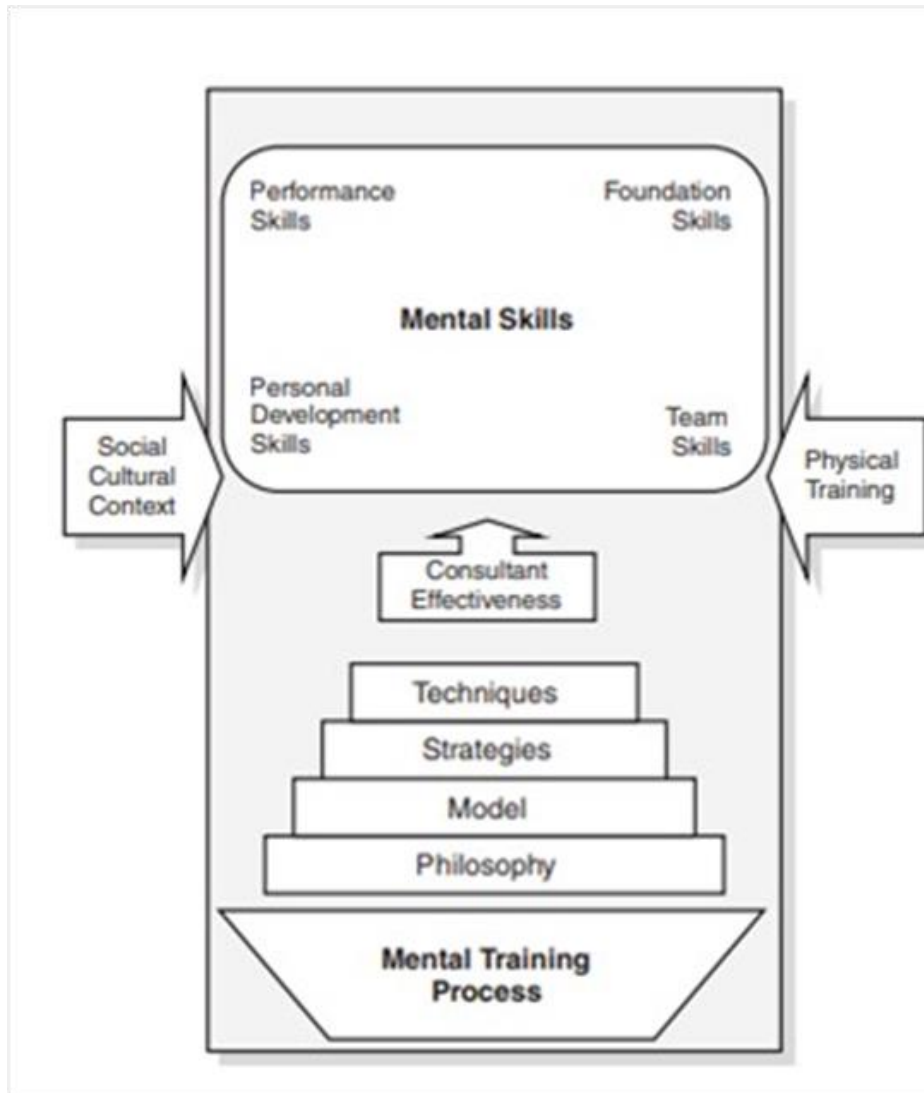 Performance
Skills
Foundation
Skills
Mental Skills
Personal
Development
Skills
Team
Skills
Social
Cultural
Context
Physical
Training
Consultant
Effectiveness
Techniques
Strategies
Model
Philosophy
Mental Training
Process